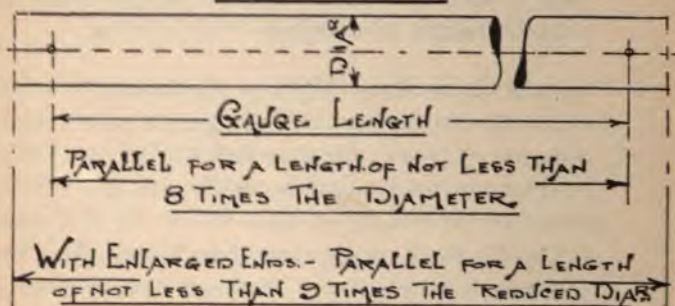 DIAR
GAUGE LENGTH
PARALLEL FOR A LENGTH OF NOT LESS THAN
8 TIMES THE DIAMETER
WITH ENLARGED ENDS.- PARALLEL FOR A LENGTH
OF NOT LESS THAN 9 TIMES THE REDUCED DIAR